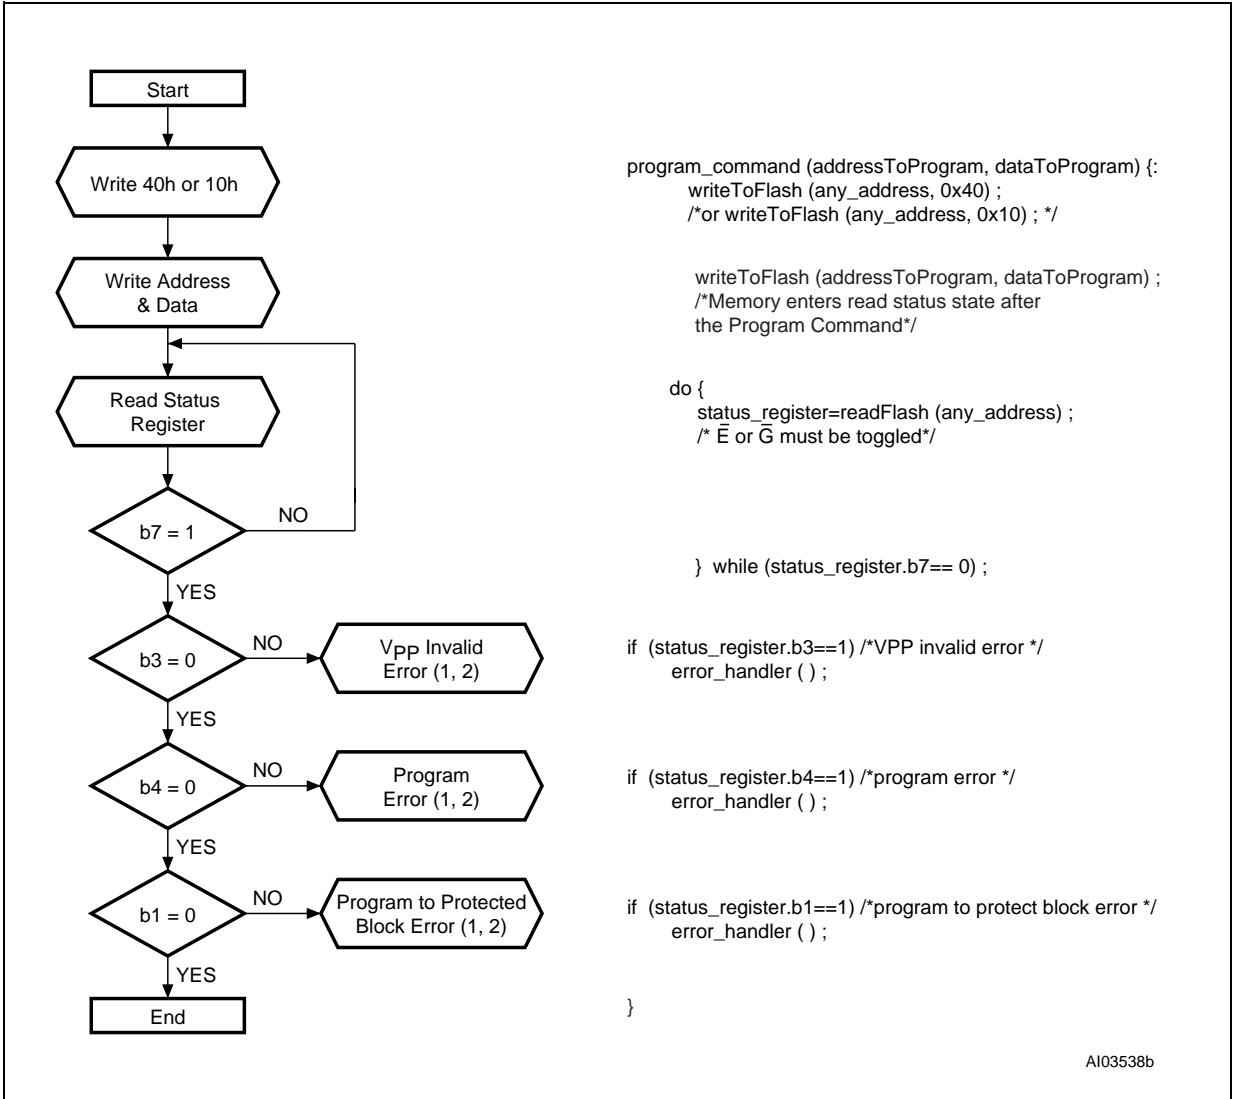 Start
Write 40h or 10h
Write Address
& Data
Read Status
Register
b7 = 1
NO
YES
b3 = 0
NO
VPP Invalid
Error (1, 2)
YES
b4 = 0
NO
Program
Error (1, 2)
YES
b1 = 0
NO
Program to Protected
Block Error (1, 2)
YES
End
program_command (addressToProgram, dataToProgram) {:
writeToFlash (any_address, 0x40) ;
/*or writeToFlash (any_address, 0x10) ; */
writeToFlash (addressToProgram, dataToProgram) ;
/*Memory enters read status state after
the Program Command*/
do {
status_register=readFlash (any_address) ;
/* E̅ or G̅ must be toggled*/
} while (status_register.b7== 0) ;
if (status_register.b3==1) /*VPP invalid error */
error_handler ( ) ;
if (status_register.b4==1) /*program error */
error_handler ( ) ;
if (status_register.b1==1) /*program to protect block error */
error_handler ( ) ;
}
AI03538b